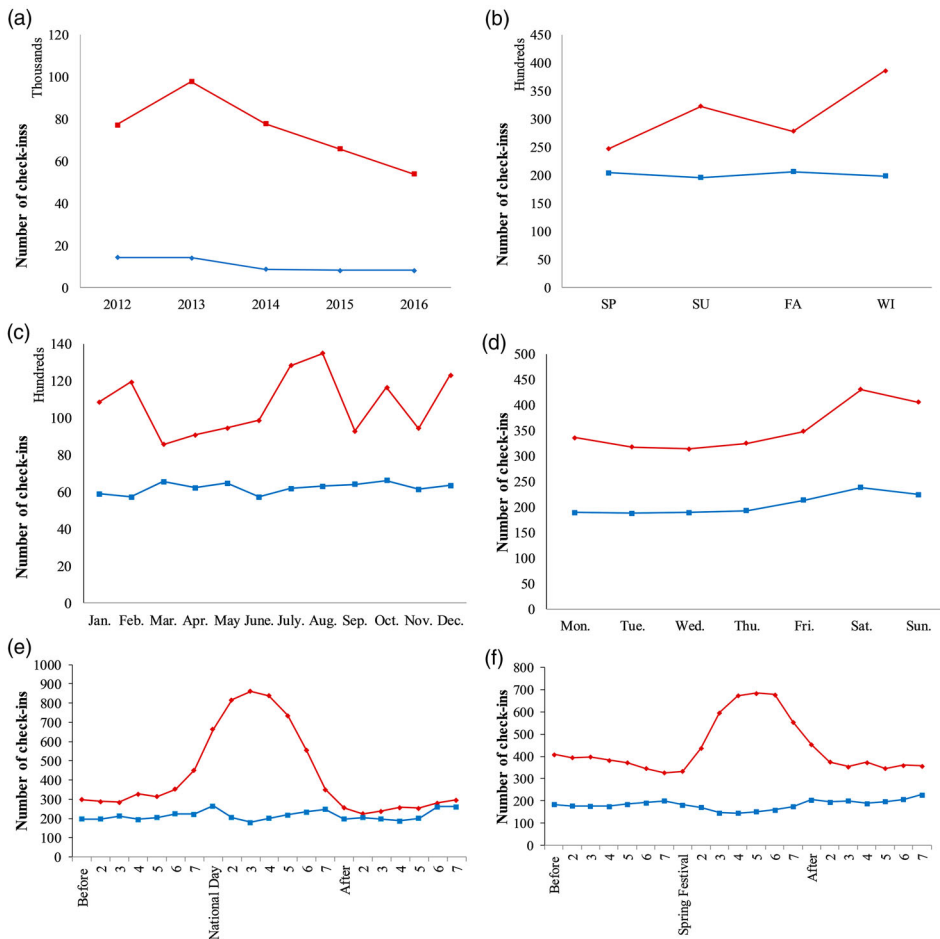 (a)
Thousands
Number of check-inss
120
100
80
60
40
20
0
2012 2013 2014 2015 2016
(b)
Hundreds
Number of check-ins
450
400
350
300
250
200
150
100
50
0
SP SU FA WI
(c)
Hundreds
Number of check-ins
140
120
100
80
60
40
20
0
Jan. Feb. Mar. Apr. May June. July. Aug. Sep. Oct. Nov. Dec.
(d)
Number of check-ins
500
450
400
350
300
250
200
150
100
50
0
Mon. Tue. Wed. Thu. Fri. Sat. Sun.
(e)
Number of check-ins
1000
900
800
700
600
500
400
300
200
100
0
Before 2 3 4 5 6 7 National Day 2 3 4 5 6 7 After 2 3 4 5 6 7
(f)
Number of check-ins
800
700
600
500
400
300
200
100
0
Before 2 3 4 5 6 7 Spring Festival 2 3 4 5 6 7 After 2 3 4 5 6 7